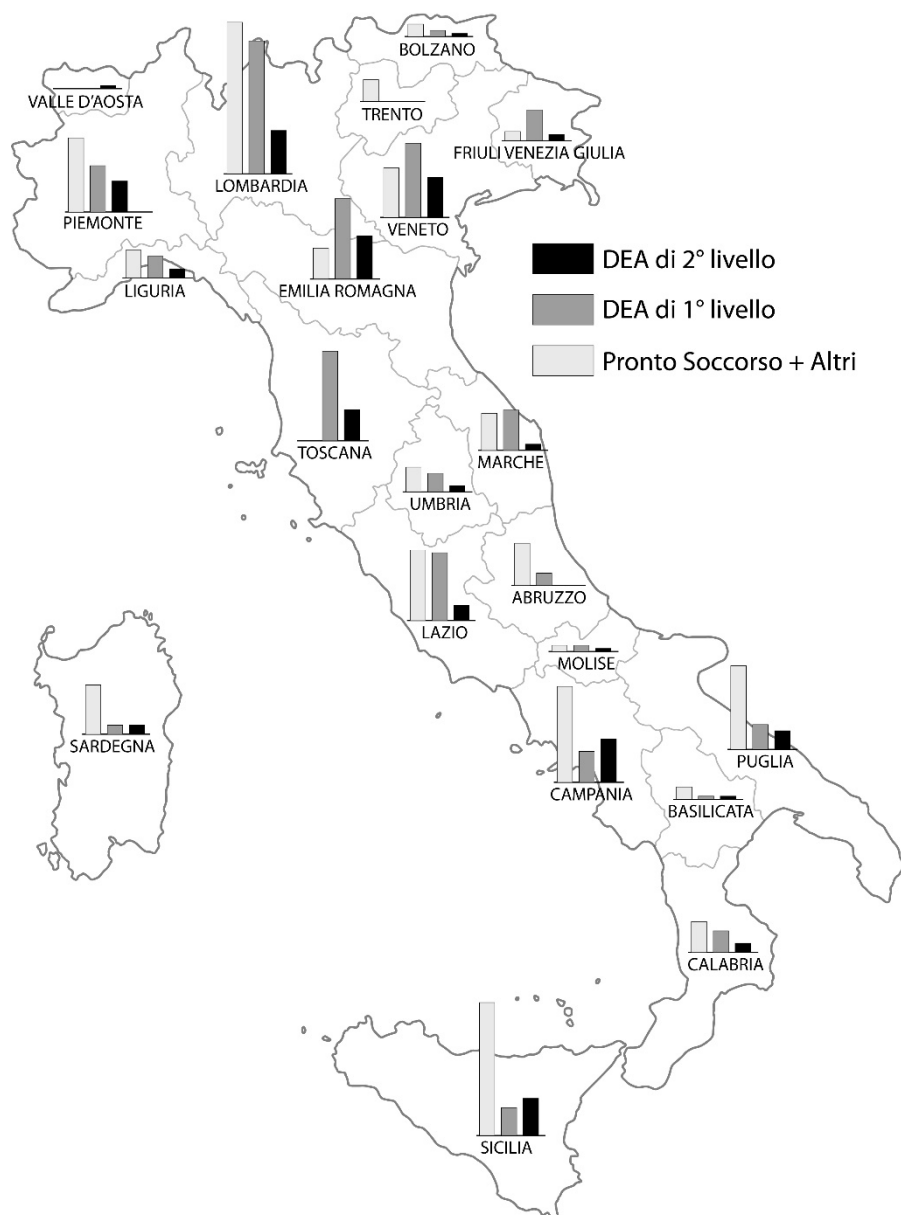 BOLZANO
VALLE D'AOSTA
TRENTO
FRIULI VENEZIA GIULIA
LOMBARDIA
PIEMONTE
VENETO
LIGURIA
EMILIA ROMAGNA
DEA di 2° livello
DEA di 1° livello
Pronto Soccorso + Altri
TOSCANA
MARCHE
UMBRIA
ABRUZZO
LAZIO
MOLISE
SARDEGNA
PUGLIA
CAMPANIA
BASILICATA
CALABRIA
SICILIA